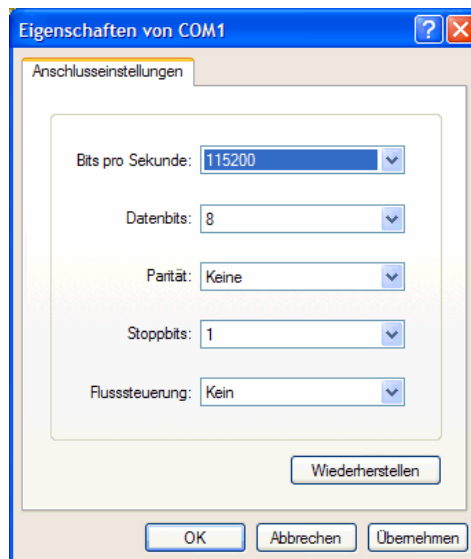 Eigenschaften von COM1
Anschlusseinstellungen
Bits pro Sekunde: 115200
Datenbits: 8
Parität: Keine
Stoppbits: 1
Flusssteuerung: Kein
Wiederherstellen
OK Abbrechen Übernehmen